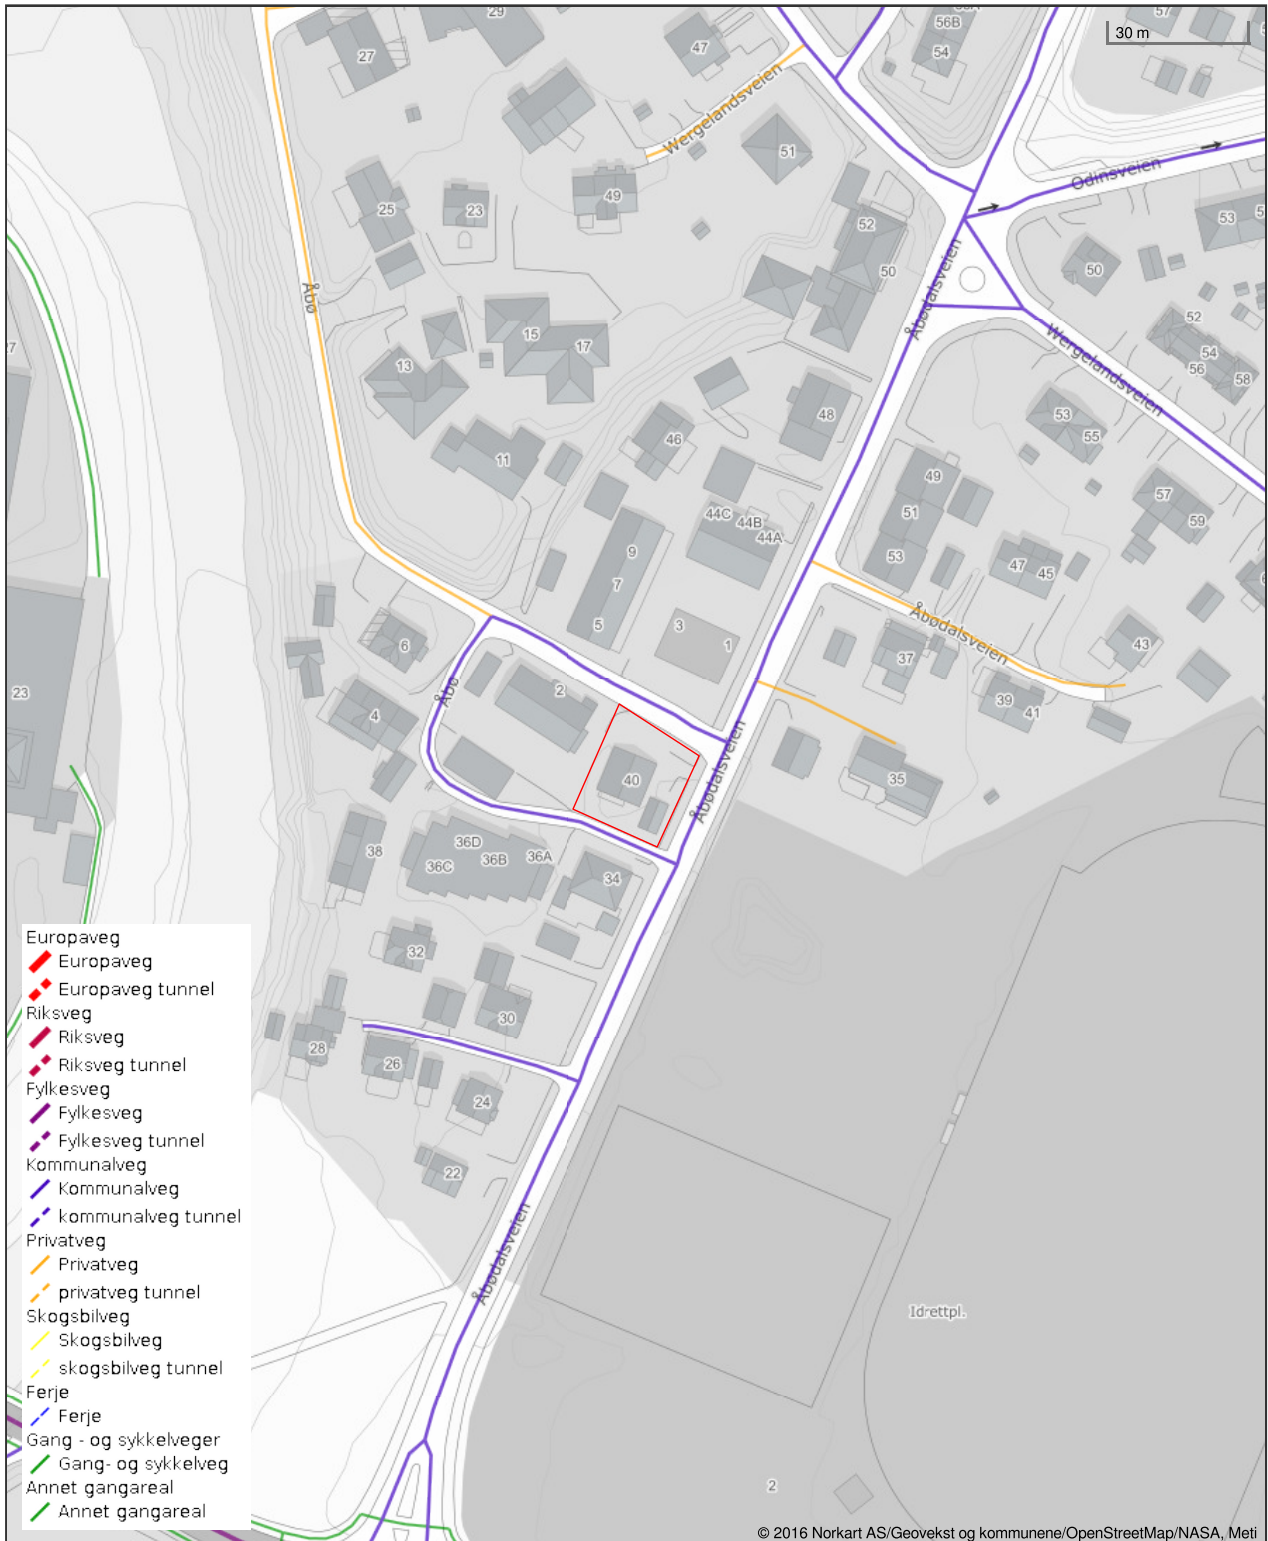 29
56B
54
57
30 m
27
47
Wergelandsveien
51
Odinsveien
25
23
49
52
53
50
50
Åbø
Åbødalsveien
15
17
52
54
56
58
Wergelandsveien
13
53
55
48
46
11
49
51
53
57
59
44C
44B
44A
9
7
5
47
45
3
1
Åbødalsveien
37
43
6
39
41
2
Åbø
4
23
Åbødalsveien
40
35
38
36D
36C
36B
36A
34
32
30
28
26
24
22
Åbødalsveien
Idrettpl.
2
Europaveg
Europaveg
Europaveg tunnel
Riksveg
Riksveg
Riksveg tunnel
Fylkesveg
Fylkesveg
Fylkesveg tunnel
Kommunalveg
Kommunalveg
kommunalveg tunnel
Privatveg
Privatveg
privatveg tunnel
Skogsbilveg
Skogsbilveg
skogsbilveg tunnel
Ferje
Ferje
Gang - og sykkelveger
Gang- og sykkelveg
Annet gangareal
Annet gangareal
© 2016 Norkart AS/Geovekst og kommunene/OpenStreetMap/NASA, Meti